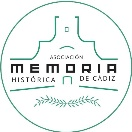 ASOCIACIÓN
MEMORIA
HISTÓRICA DE CÁDIZ